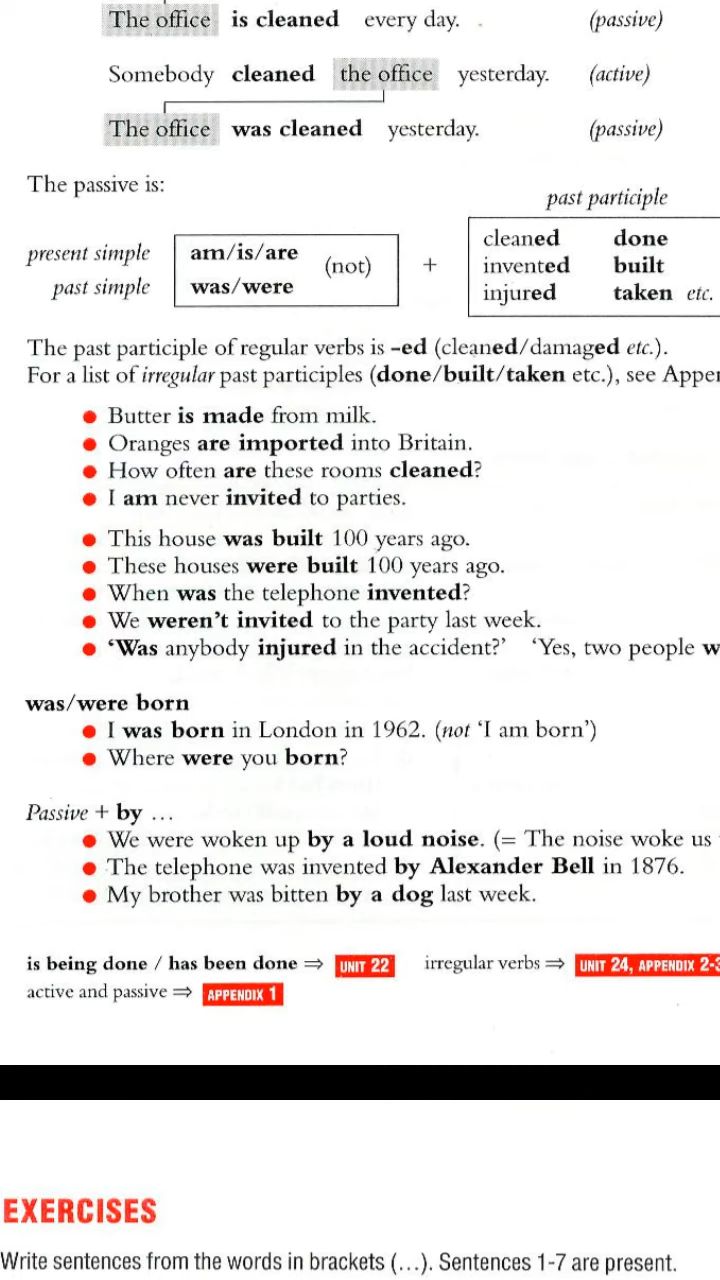 The office is cleaned every day. (passive)
Somebody cleaned the office yesterday. (active)
The office was cleaned yesterday. (passive)
The passive is:
past participle
present simple am/is/are (not) + cleaned done
past simple was/were invented built
injured taken etc.
The past participle of regular verbs is -ed (cleaned/damaged etc.).
For a list of irregular past participles (done/built/taken etc.), see Appen
● Butter is made from milk.
● Oranges are imported into Britain.
● How often are these rooms cleaned?
● I am never invited to parties.
● This house was built 100 years ago.
● These houses were built 100 years ago.
● When was the telephone invented?
● We weren't invited to the party last week.
● ‘Was anybody injured in the accident?’ ‘Yes, two people w
was/were born
● I was born in London in 1962. (not ‘I am born’)
● Where were you born?
Passive + by …
● We were woken up by a loud noise. (= The noise woke us
● The telephone was invented by Alexander Bell in 1876.
● My brother was bitten by a dog last week.
is being done / has been done ⇒ UNIT 22 irregular verbs ⇒ UNIT 24, APPENDIX 2-3
active and passive ⇒ APPENDIX 1
EXERCISES
Write sentences from the words in brackets (…). Sentences 1-7 are present.